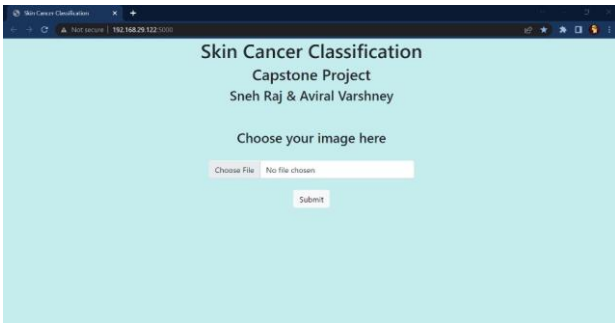 Skin Cancer Classification
Not secure 192.168.29.122:5000
Skin Cancer Classification
Capstone Project
Sneh Raj & Aviral Varshney
Choose your image here
Choose File No file chosen
Submit